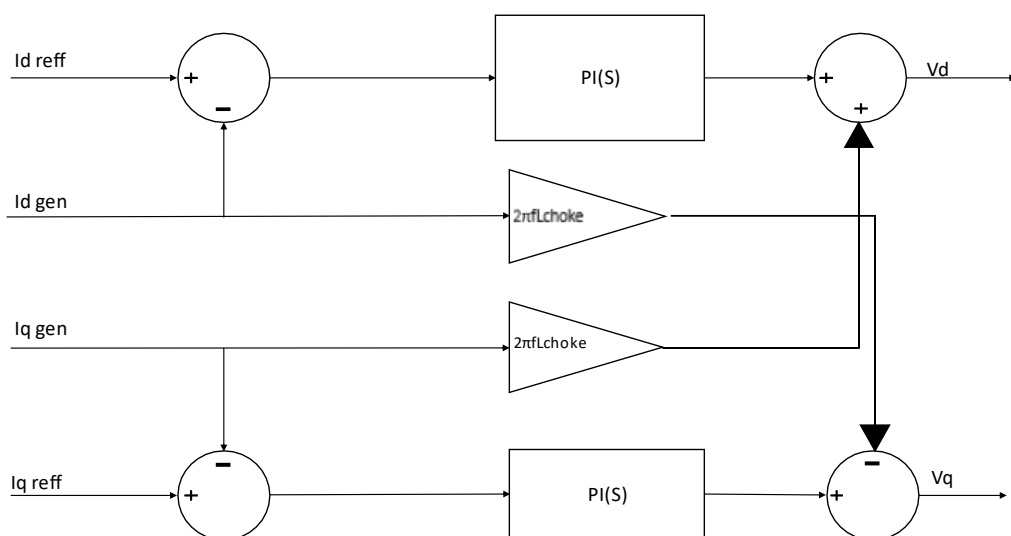 Id reff
+
−
PI(S)
+
+
Vd
Id gen
2πfLchoke
Iq gen
2πfLchoke
Iq reff
−
+
PI(S)
−
+
Vq